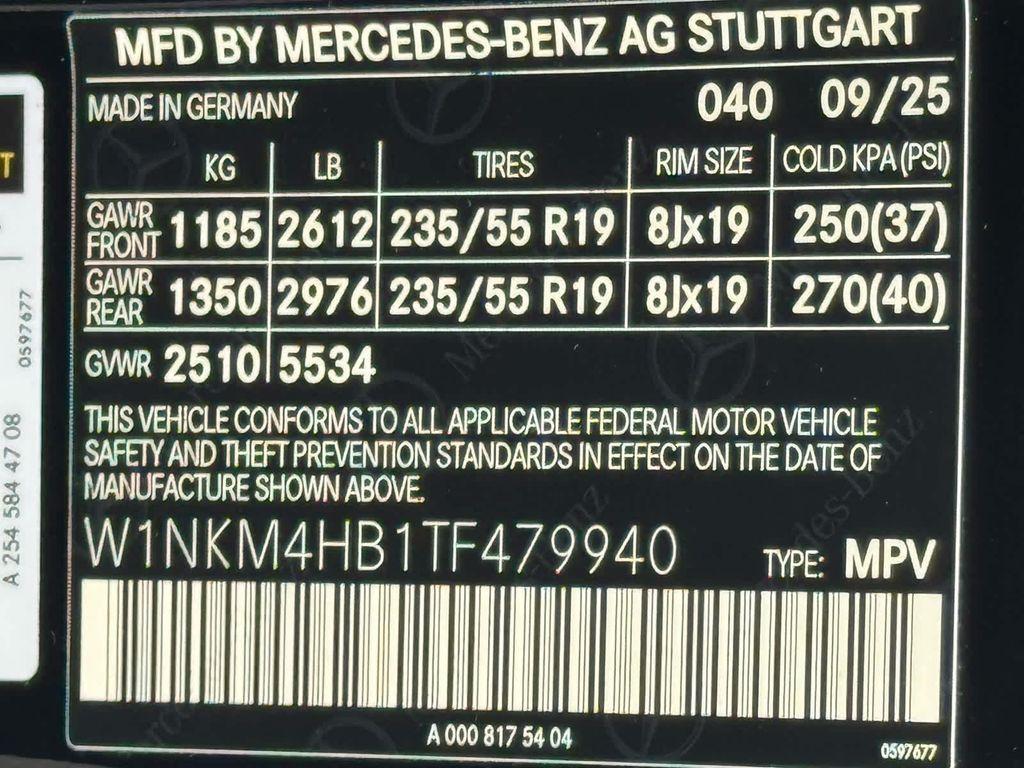 MFD BY MERCEDES-BENZ AG STUTTGART
MADE IN GERMANY 040 09/25
KG LB TIRES RIM SIZE COLD KPA (PSI)
GAWR FRONT 1185 2612 235/55 R19 8Jx19 250(37)
GAWR REAR 1350 2976 235/55 R19 8Jx19 270(40)
GVWR 2510 5534
THIS VEHICLE CONFORMS TO ALL APPLICABLE FEDERAL MOTOR VEHICLE
SAFETY AND THEFT PREVENTION STANDARDS IN EFFECT ON THE DATE OF
MANUFACTURE SHOWN ABOVE.
W1NKM4HB1TF479940 TYPE: MPV
A 000 817 54 04
0597677
T
0597677
A 254 584 47 08